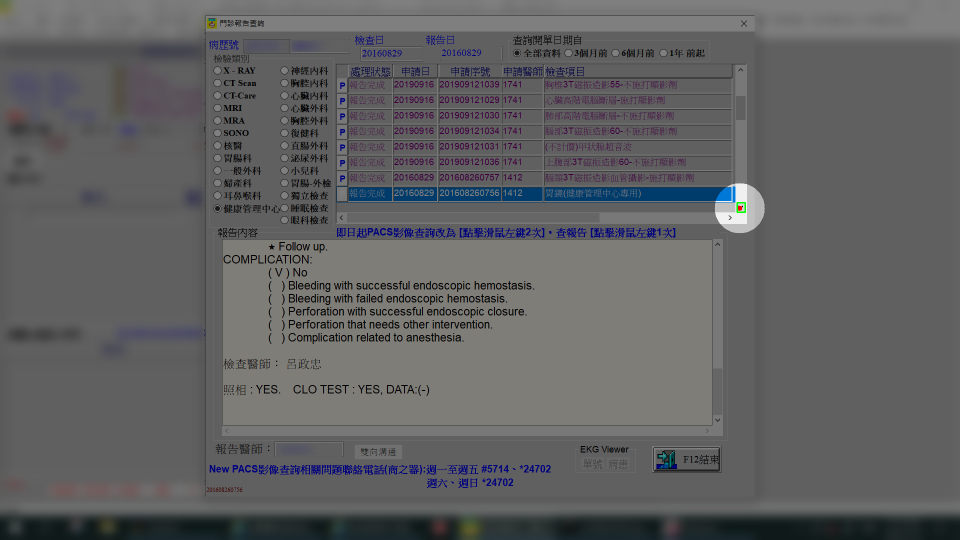 門診報告查詢
病歷號
檢查日 報告日
20160829 20160829
查詢開單日期自
全部資料 3個月前 6個月前 1年 前起
檢驗類別
X - RAY 神經內科
CT Scan 胸腔內科
CT-Care 心臟內科
MRI 心臟外科
MRA 胸腔外科
SONO 復健科
核醫 直腸外科
胃腸科 泌尿外科
一般外科 小兒科
婦產科 胃腸-外檢
耳鼻喉科 獨立檢查
健康管理中心 睡眠檢查
眼科檢查
處理狀態 申請日 申請序號 申請醫師 檢查項目
P 報告完成 20190916 201909121039 1741 胸椎3T磁振造影55-不施打顯影劑
P 報告完成 20190916 201909121029 1741 心臟高階電腦斷層-施打顯影劑
P 報告完成 20190916 201909121030 1741 肺部高階電腦斷層-不施打顯影劑
P 報告完成 20190916 201909121034 1741 腦部3T磁振造影60-不施打顯影劑
P 報告完成 20190916 201909121031 1741 (不計價)甲狀腺超音波
P 報告完成 20190916 201909121036 1741 上腹部3T磁振造影60-不施打顯影劑
P 報告完成 20160829 201608260757 1412 腦部3T磁振造影血管攝影-施打顯影劑
報告完成 20160829 201608260756 1412 胃鏡(健康管理中心專用)
報告內容
即日起PACS影像查詢改為 [點擊滑鼠左鍵2次]，查報告 [點擊滑鼠左鍵1次]
★ Follow up.
COMPLICATION:
( V ) No
( ) Bleeding with successful endoscopic hemostasis.
( ) Bleeding with failed endoscopic hemostasis.
( ) Perforation with successful endoscopic closure.
( ) Perforation that needs other intervention.
( ) Complication related to anesthesia.
檢查醫師： 呂政忠
照相 : YES. CLO TEST : YES, DATA:(-)
報告醫師：
雙向溝通
EKG Viewer
單號 病患
F12結束
New PACS影像查詢相關問題聯絡電話(商之器):週一至週五 #5714、*24702
週六、週日 *24702
201608260756